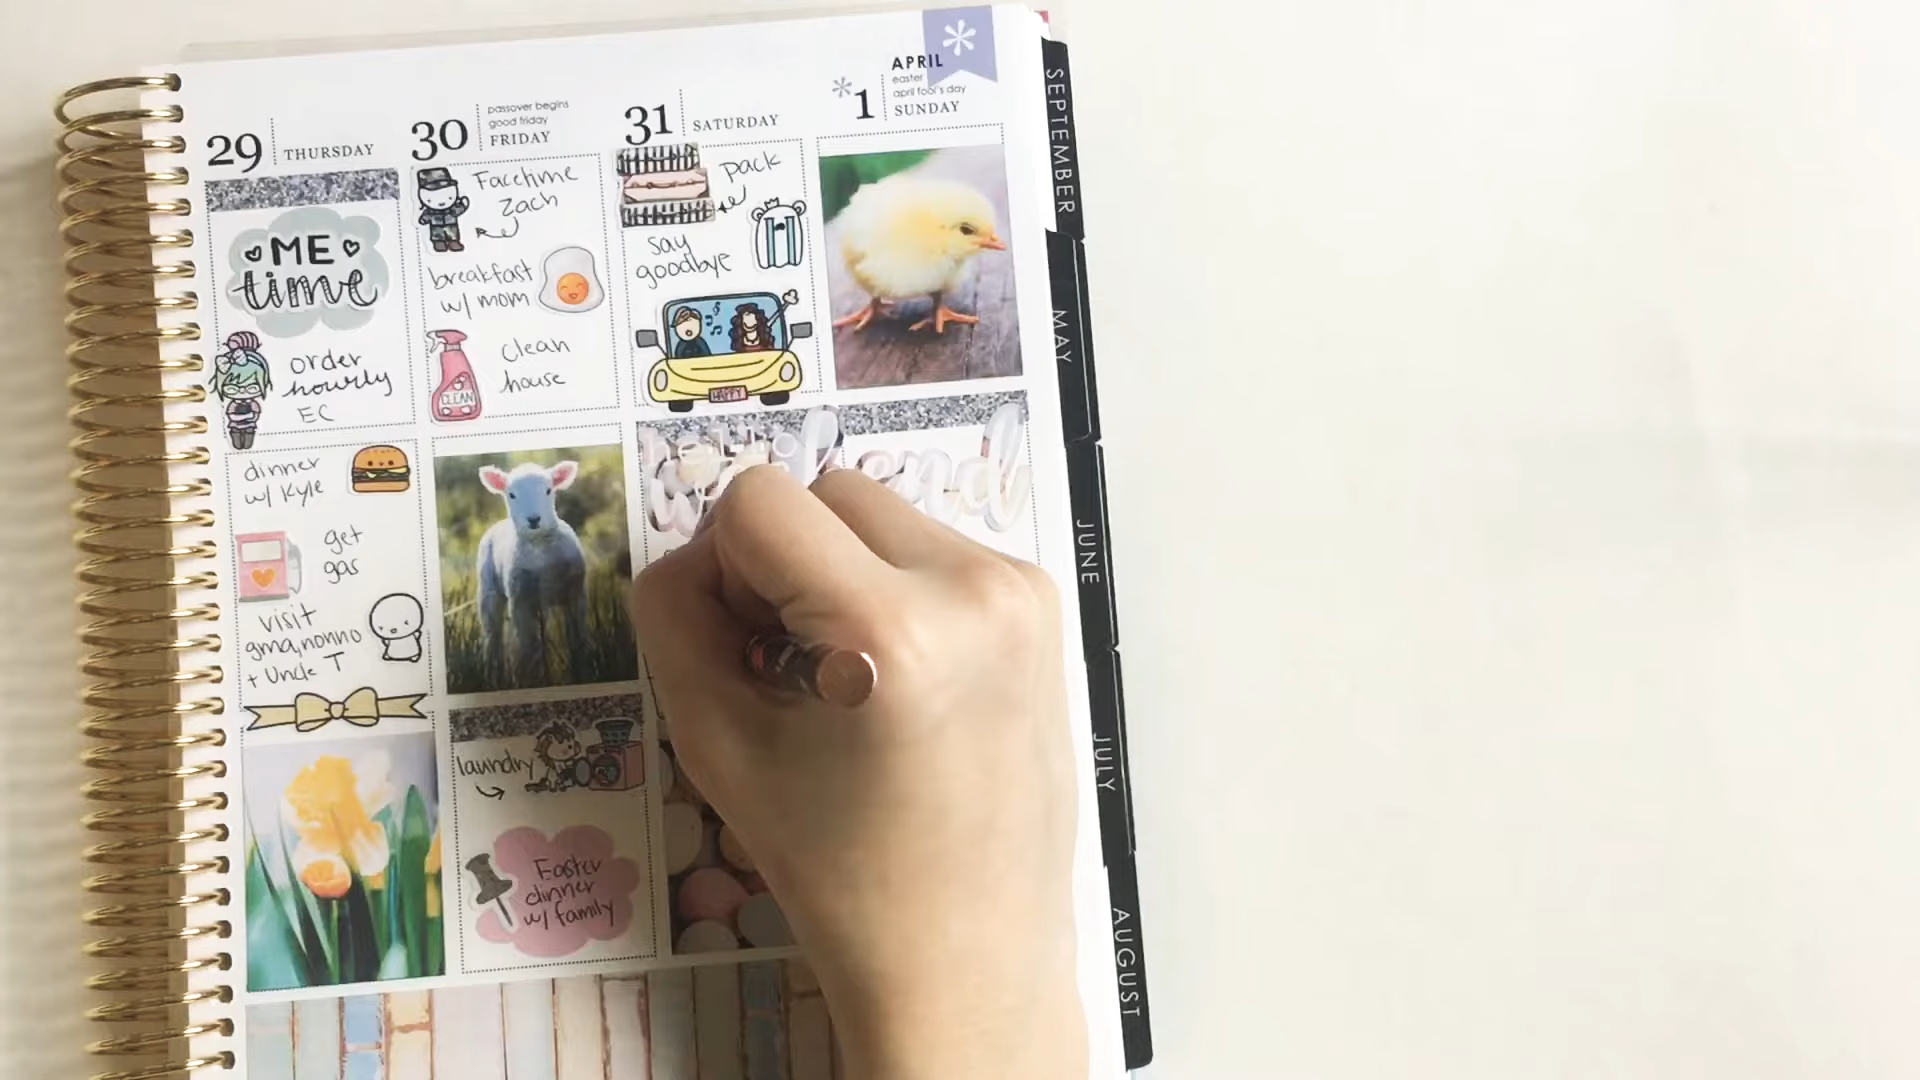 29
THURSDAY
ME
time
order
hourly
EC
dinner
w/ Kyle
get
gas
visit
gma, nonno
+ Uncle T
30
passover begins
good friday
FRIDAY
Facetime
Zach
breakfast
w/ mom
CLEAN
clean
house
laundry
Easter
dinner
w/ family
31
SATURDAY
pack
say
goodbye
HAPPY
hello
1
APRIL
easter
april fool's day
SUNDAY
SEPTEMBER
MAY
JUNE
JULY
AUGUST